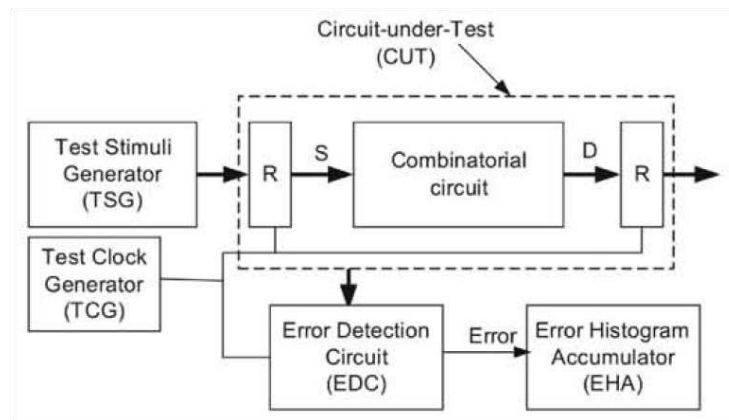 Circuit-under-Test
(CUT)
Test Stimuli
Generator
(TSG)
R
S
Combinatorial
circuit
D
R
Test Clock
Generator
(TCG)
Error Detection
Circuit
(EDC)
Error
Error Histogram
Accumulator
(EHA)